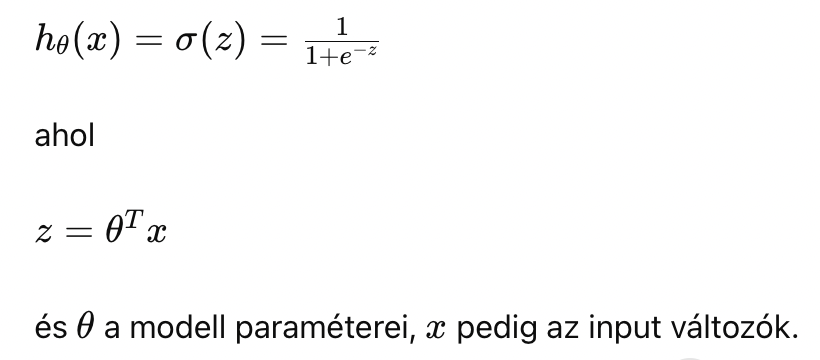 hθ(x) = σ(z) = 1/(1+e^−z)
ahol
z = θ^T x
és θ a modell paraméterei, x pedig az input változók.